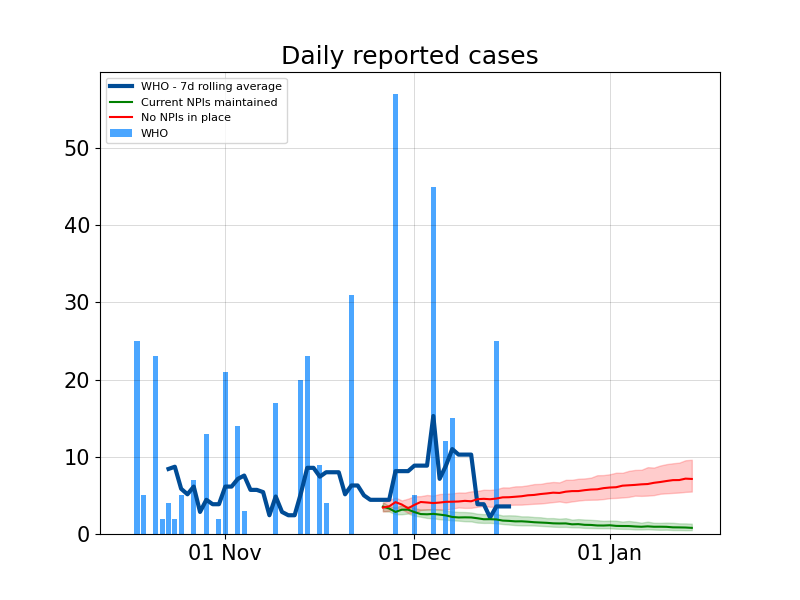 Daily reported cases
WHO - 7d rolling average
Current NPIs maintained
No NPIs in place
WHO
50
40
30
20
10
0
01 Nov
01 Dec
01 Jan